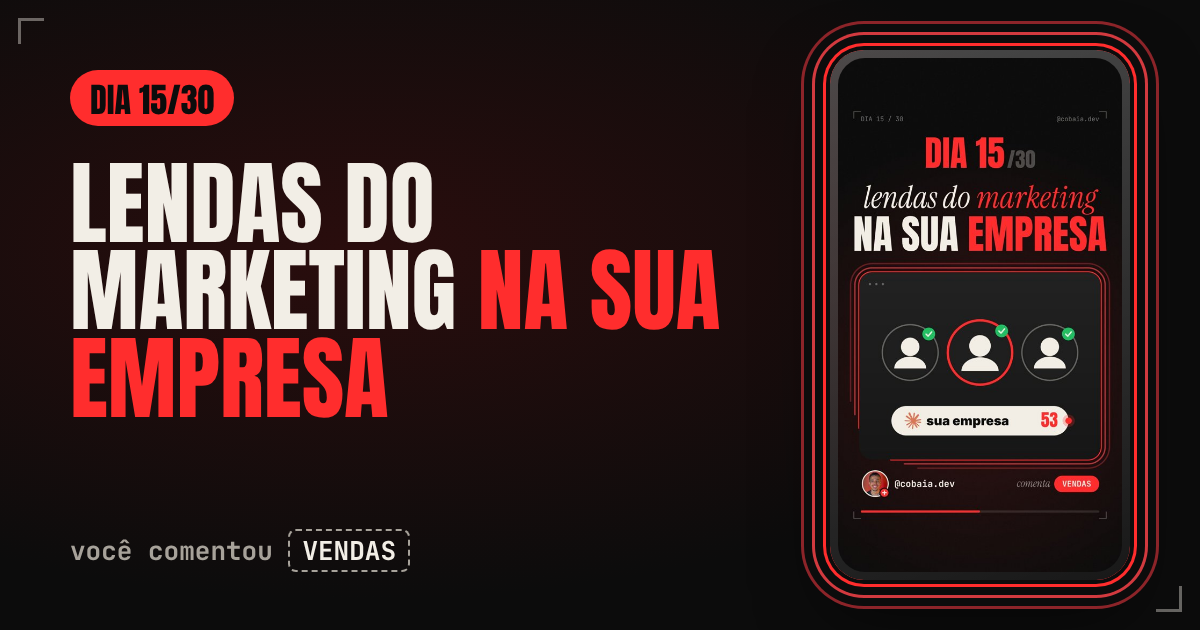 DIA 15/30
LENDAS DO
MARKETING NA SUA
EMPRESA
você comentou VENDAS
DIA 15 / 30
@cobaia.dev
DIA 15/30
lendas do marketing
NA SUA EMPRESA
sua empresa 53
@cobaia.dev
comenta VENDAS